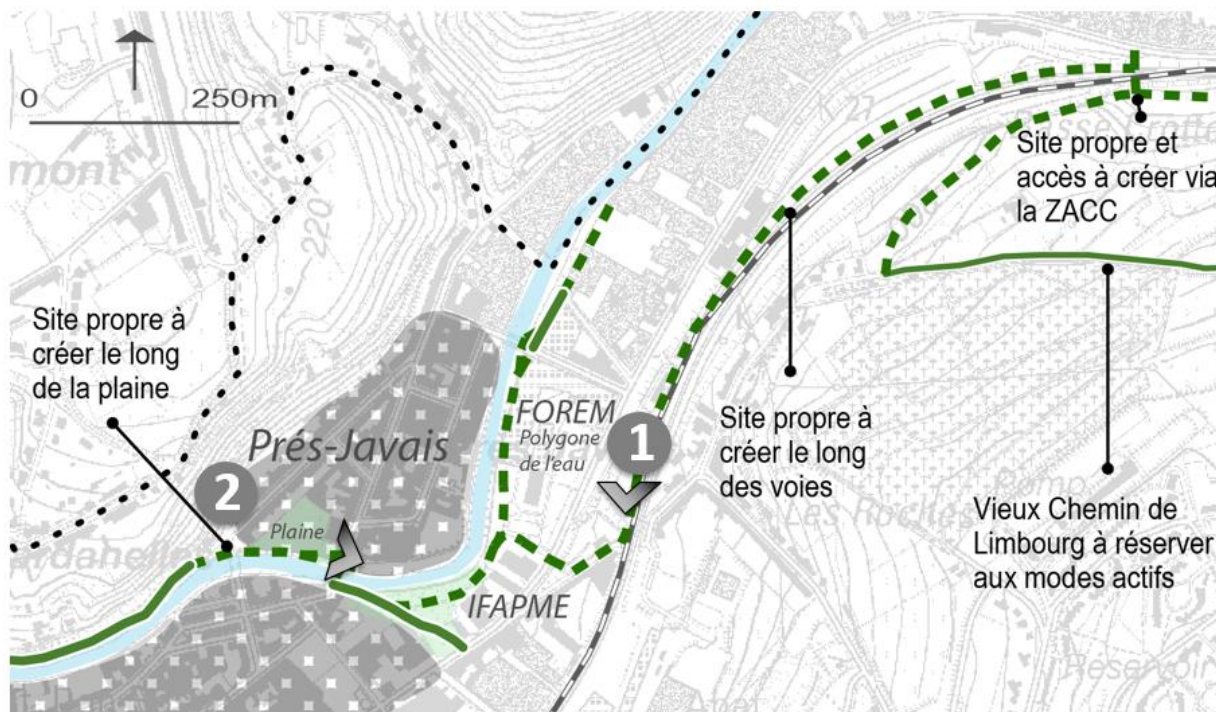 0 250m
mont
220
Site propre à
créer le long
de la plaine
Prés-Javais
2
Plaine
FOREM
Polygone
de l'eau
1
IFAPME
Site propre à
créer le long
des voies
Site propre et
accès à créer via
la ZACC
Vieux Chemin de
Limbourg à réserver
aux modes actifs
Réservoir